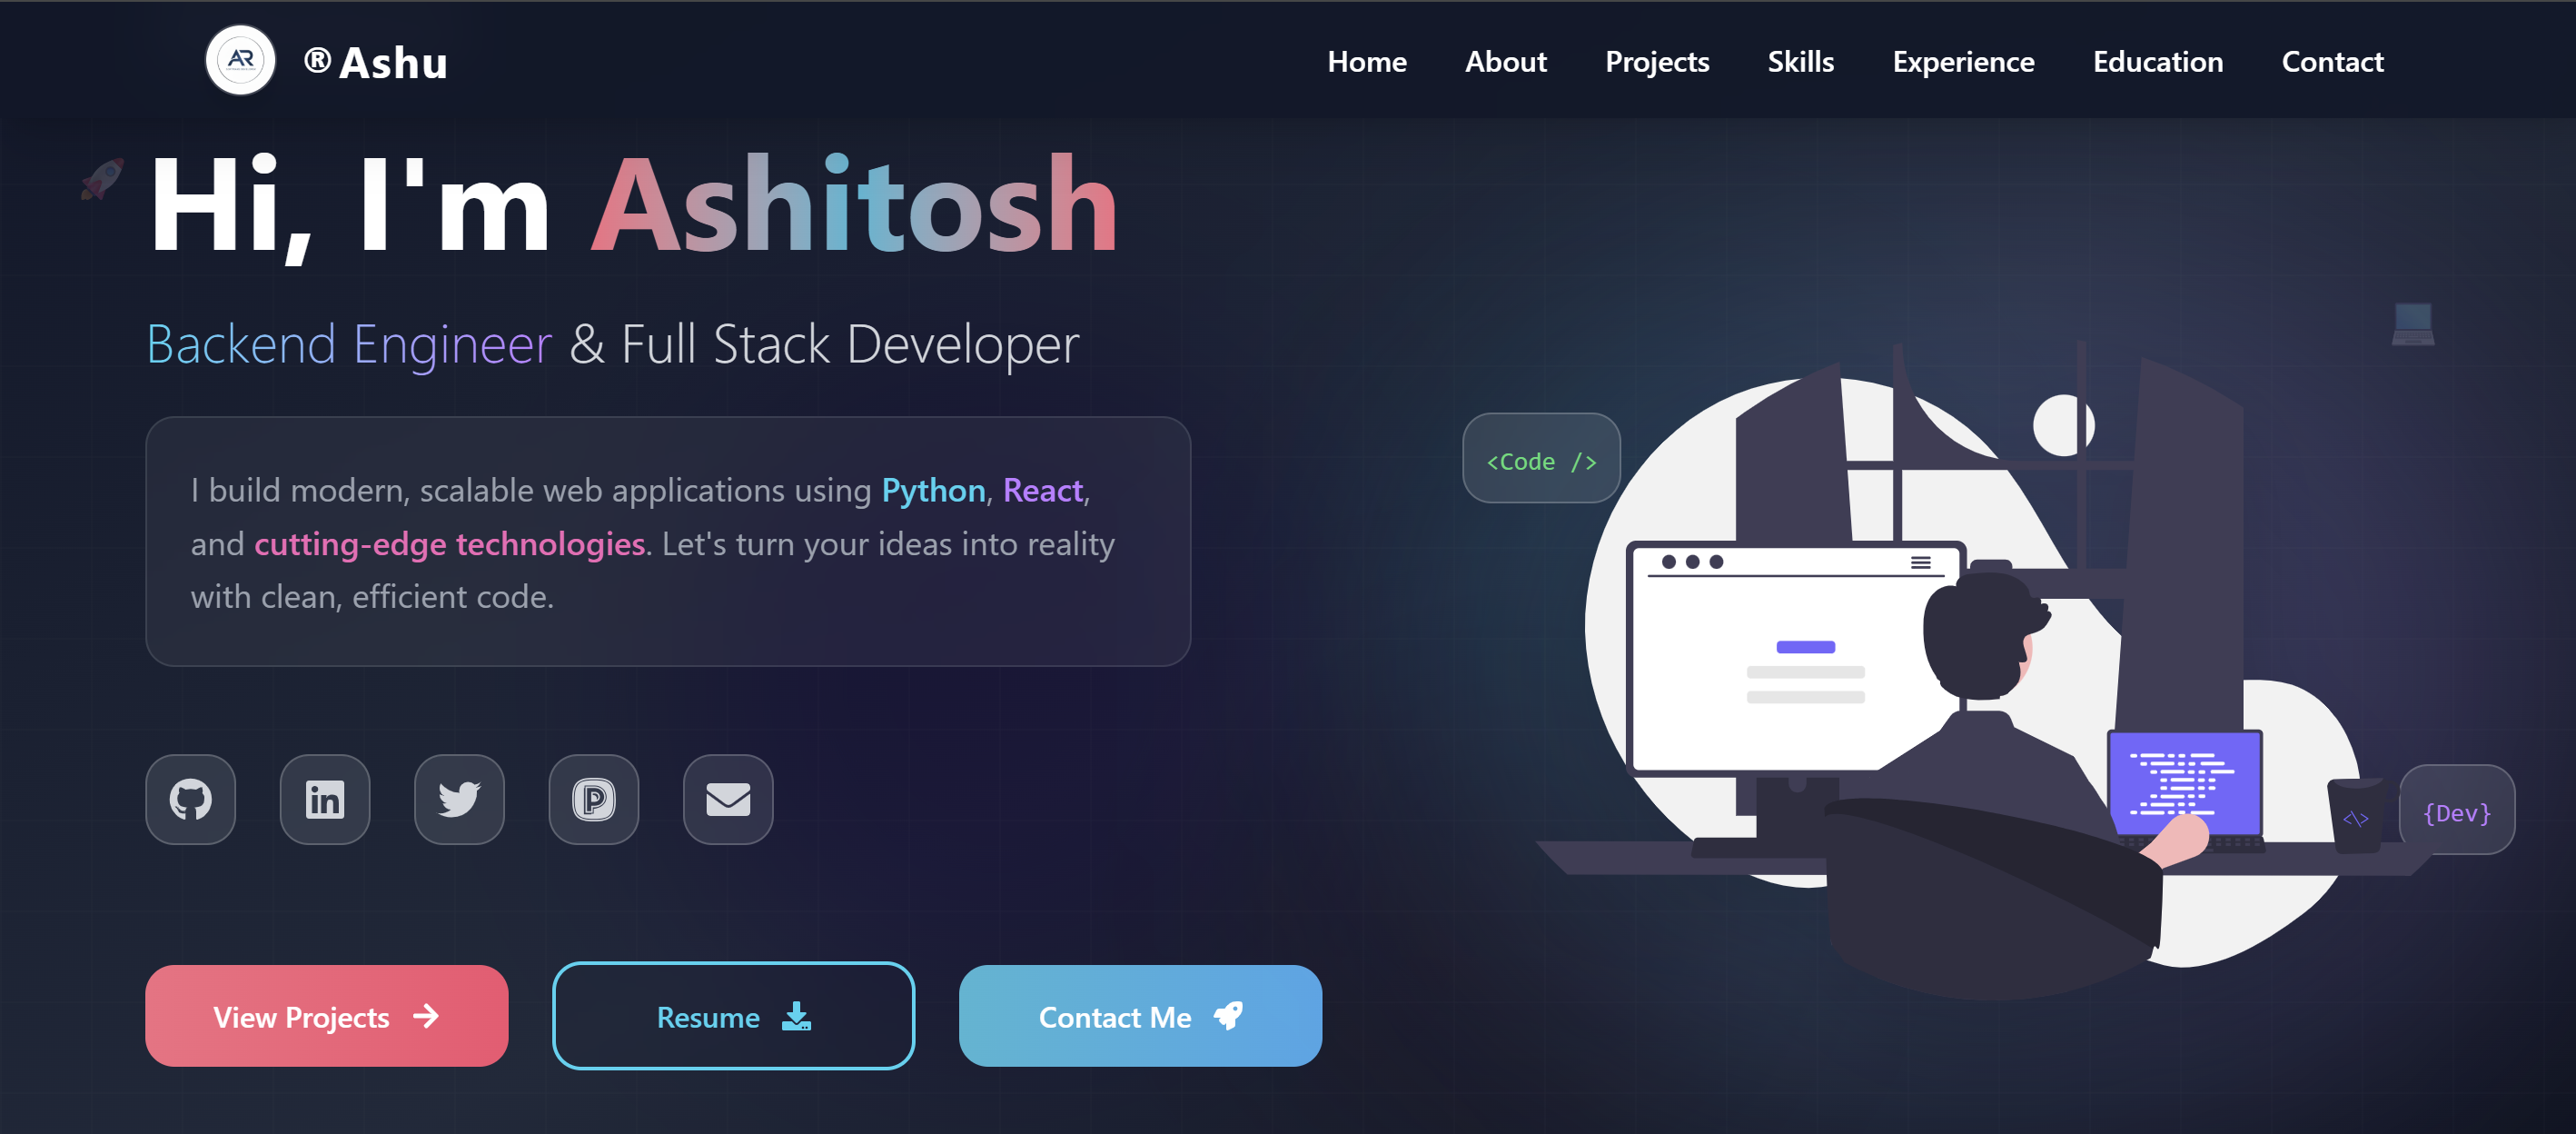 AR
®Ashu
Home
About
Projects
Skills
Experience
Education
Contact
Hi, I'm Ashitosh
Backend Engineer & Full Stack Developer
I build modern, scalable web applications using Python, React,
and cutting-edge technologies. Let's turn your ideas into reality
with clean, efficient code.
<Code />
<\>
{Dev}
View Projects
Resume
Contact Me